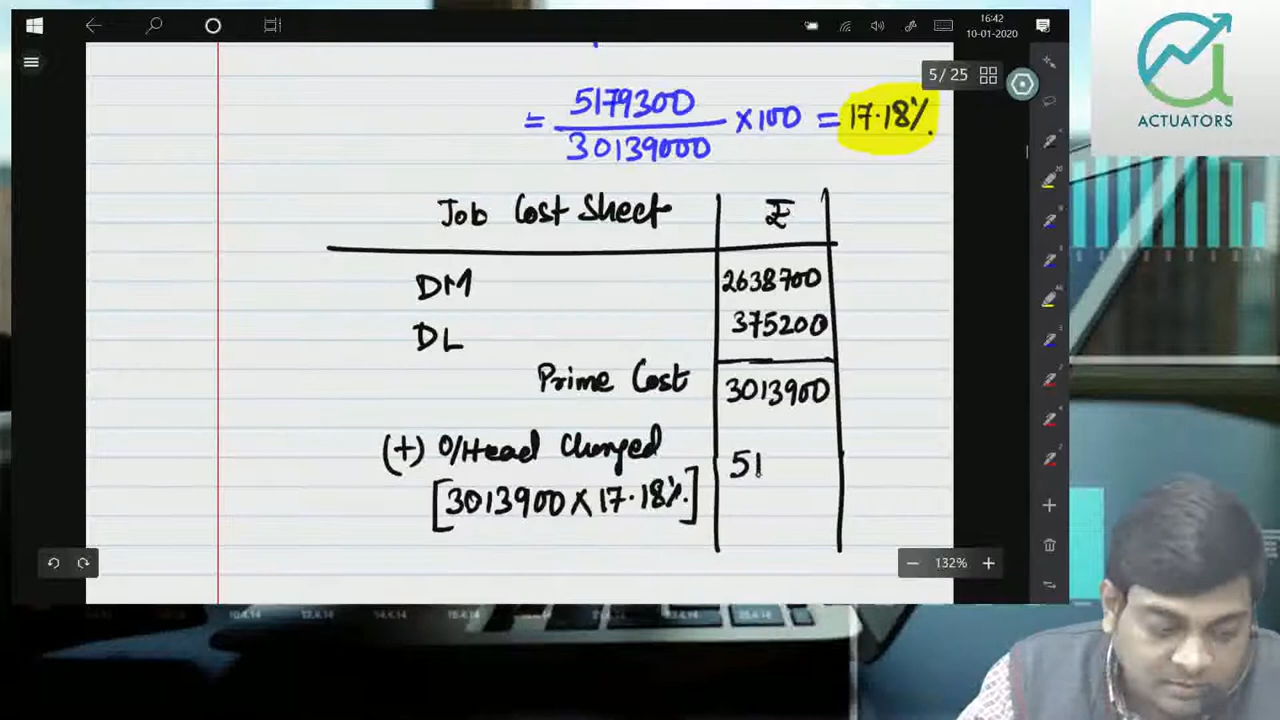 16:42
10-01-2020
5/25
ACTUATORS
= 5179300 / 30139000 × 100 = 17.18%.
Job Cost Sheet ₹
DM 2638700
DL 375200
Prime Cost 3013900
(+) O/Head Charged 51
[3013900 × 17.18%.]
132%